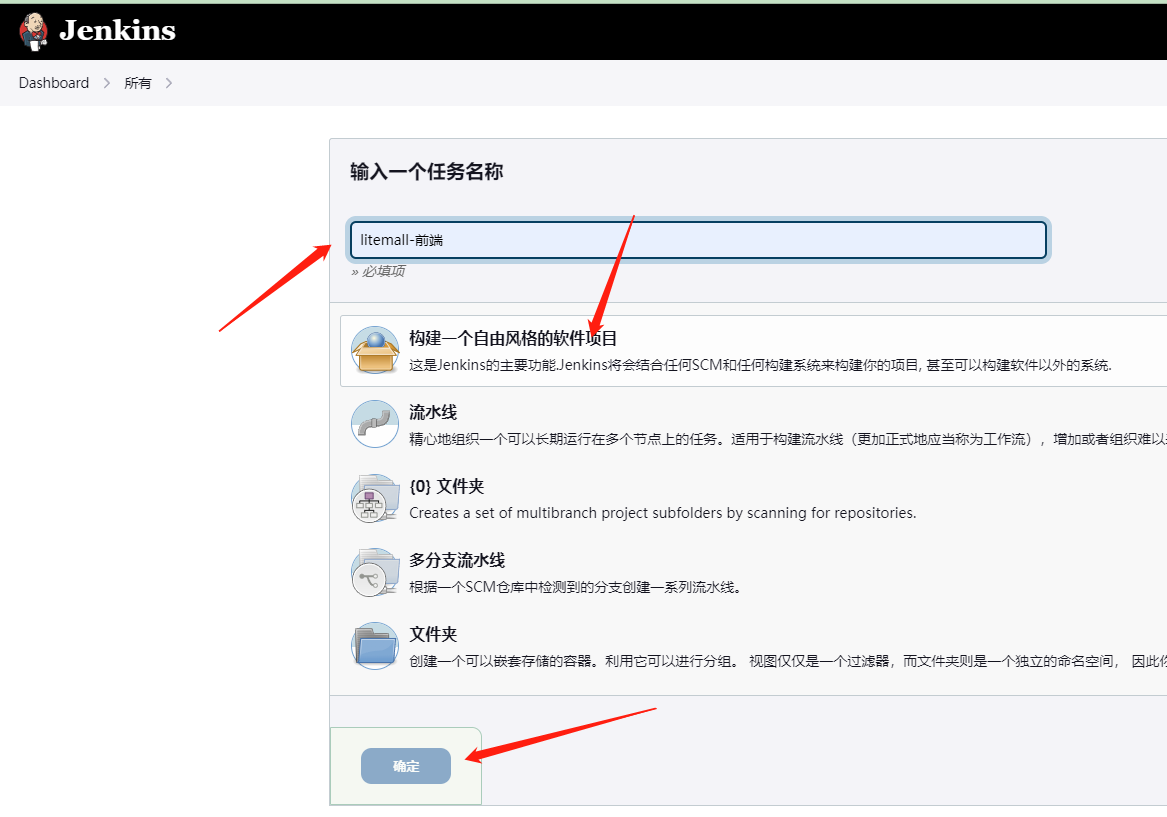 Jenkins
Dashboard > 所有 >
输入一个任务名称
litemall-前端
» 必填项
构建一个自由风格的软件项目
这是Jenkins的主要功能.Jenkins将会结合任何SCM和任何构建系统来构建你的项目, 甚至可以构建软件以外的系统.
流水线
精心地组织一个可以长期运行在多个节点上的任务。适用于构建流水线（更加正式地应当称为工作流），增加或者组织难以
{0} 文件夹
Creates a set of multibranch project subfolders by scanning for repositories.
多分支流水线
根据一个SCM仓库中检测到的分支创建一系列流水线。
文件夹
创建一个可以嵌套存储的容器。利用它可以进行分组。 视图仅仅是一个过滤器，而文件夹则是一个独立的命名空间， 因此
确定